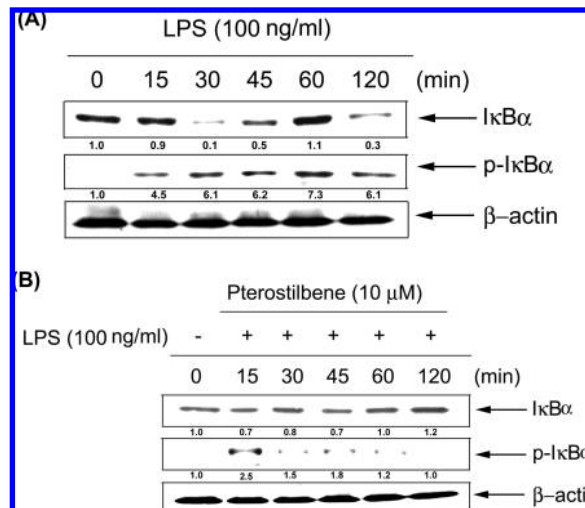 (A)
LPS (100 ng/ml)
0 15 30 45 60 120 (min)
IκBα
1.0 0.9 0.1 0.5 1.1 0.3
p-IκBα
1.0 4.5 6.1 6.2 7.3 6.1
β–actin
(B)
Pterostilbene (10 μM)
LPS (100 ng/ml) - + + + + +
0 15 30 45 60 120 (min)
IκBα
1.0 0.7 0.8 0.7 1.0 1.2
p-IκBα
1.0 2.5 1.5 1.8 1.2 1.0
β–acti